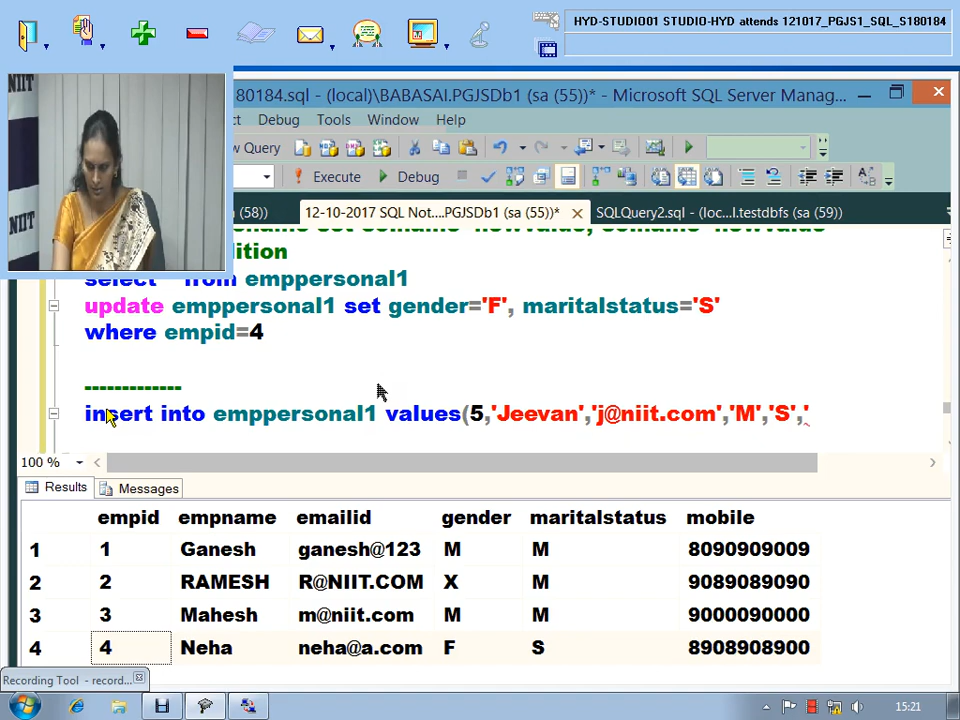 HYD-STUDIO01 STUDIO-HYD attends 121017_PGJS1_SQL_S180184
NIIT
NIIT
NIIT
80184.sql - (local)\BABASAI.PGJSDb1 (sa (55))* - Microsoft SQL Server Manag...
ct Debug Tools Window Help
w Query
Execute Debug
(58)) 12-10-2017 SQL Not....PGJSDb1 (sa (55))* SQLQuery2.sql - (loc...l.testdbfs (sa (59))
dition
select * from emppersonal1
update emppersonal1 set gender='F', maritalstatus='S'
where empid=4
-------------
insert into emppersonal1 values(5,'Jeevan','j@niit.com','M','S','
100 %
Results Messages
empid empname emailid gender maritalstatus mobile
1 1 Ganesh ganesh@123 M M 8090909009
2 2 RAMESH R@NIIT.COM X M 9089089090
3 3 Mahesh m@niit.com M M 9000090000
4 4 Neha neha@a.com F S 8908908900
Recording Tool - record...
15:21